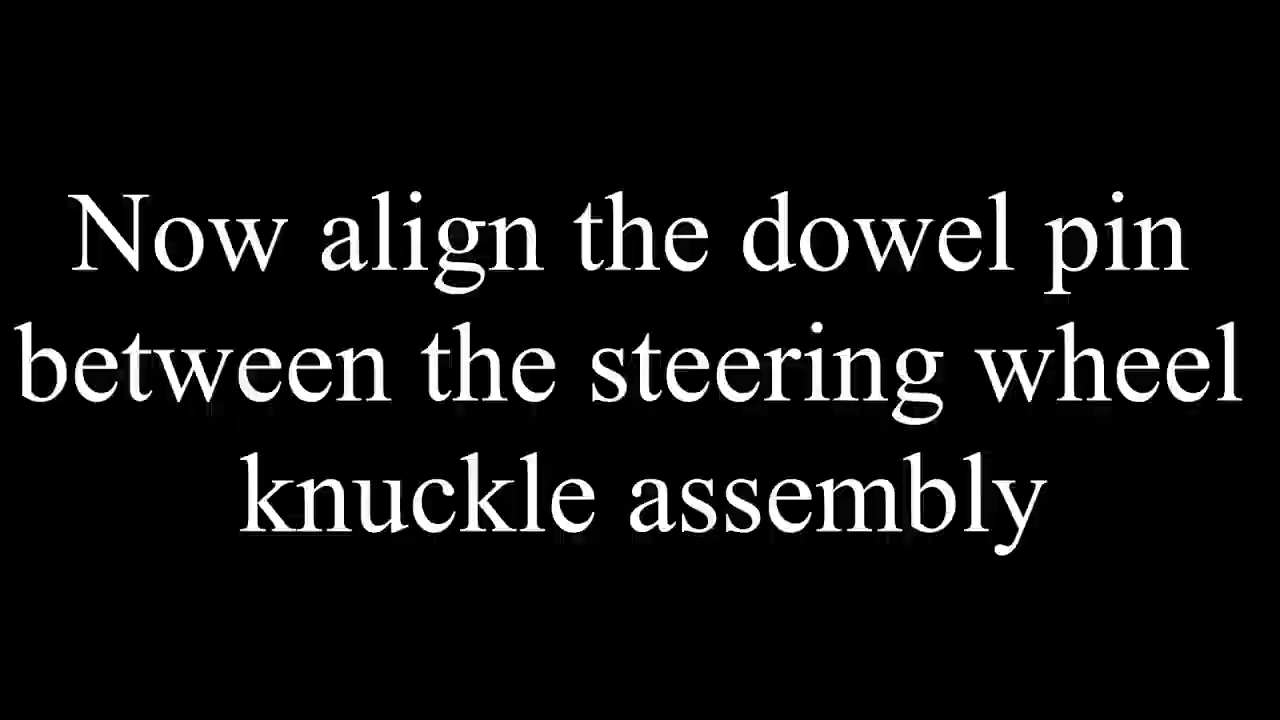 Now align the dowel pin
between the steering wheel
knuckle assembly